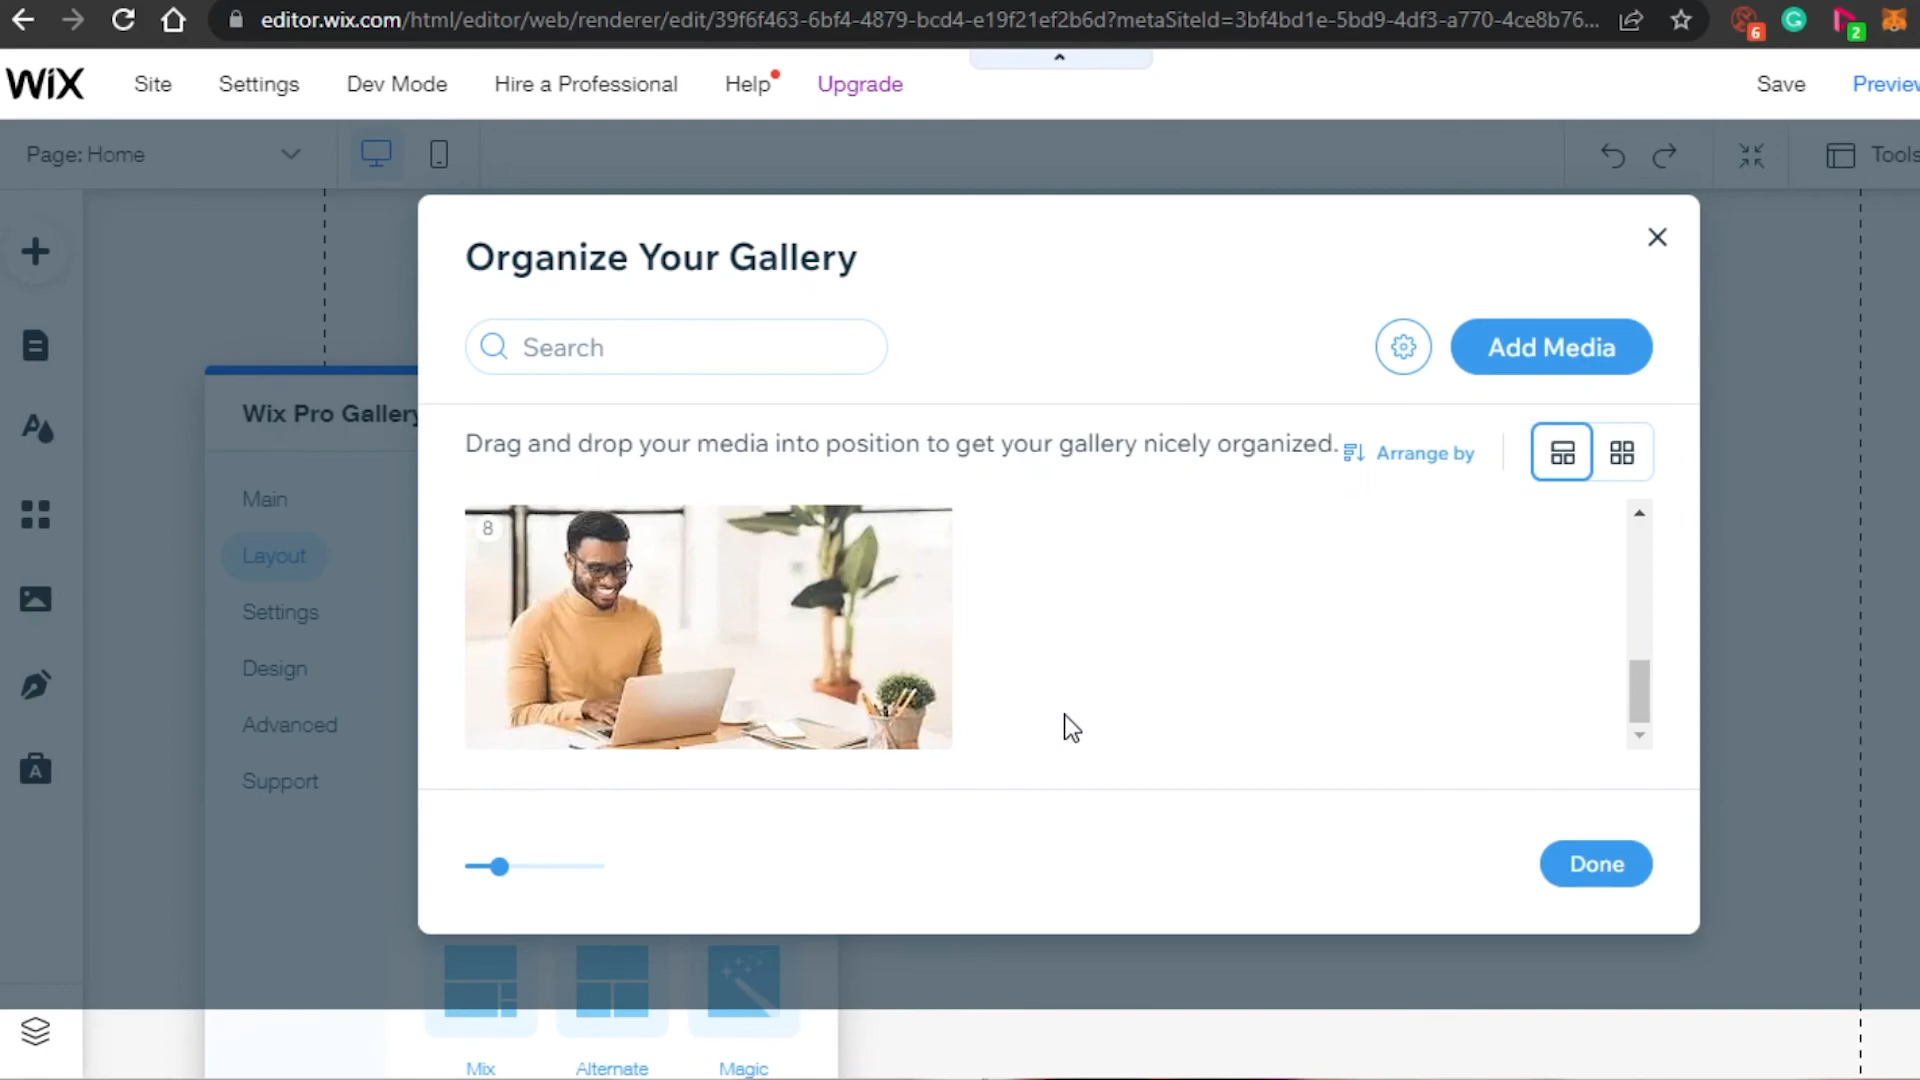 editor.wix.com/html/editor/web/renderer/edit/39f6f463-6bf4-4879-bcd4-e19f21ef2b6d?metaSiteId=3bf4bd1e-5bd9-4df3-a770-4ce8b76...
6
2
WiX
Site
Settings
Dev Mode
Hire a Professional
Help
Upgrade
Save
Preview
Page: Home
Tools
Organize Your Gallery
Search
Add Media
Wix Pro Gallery
Drag and drop your media into position to get your gallery nicely organized.
Arrange by
Main
Layout
Settings
Design
Advanced
Support
8
Done
Mix
Alternate
Magic